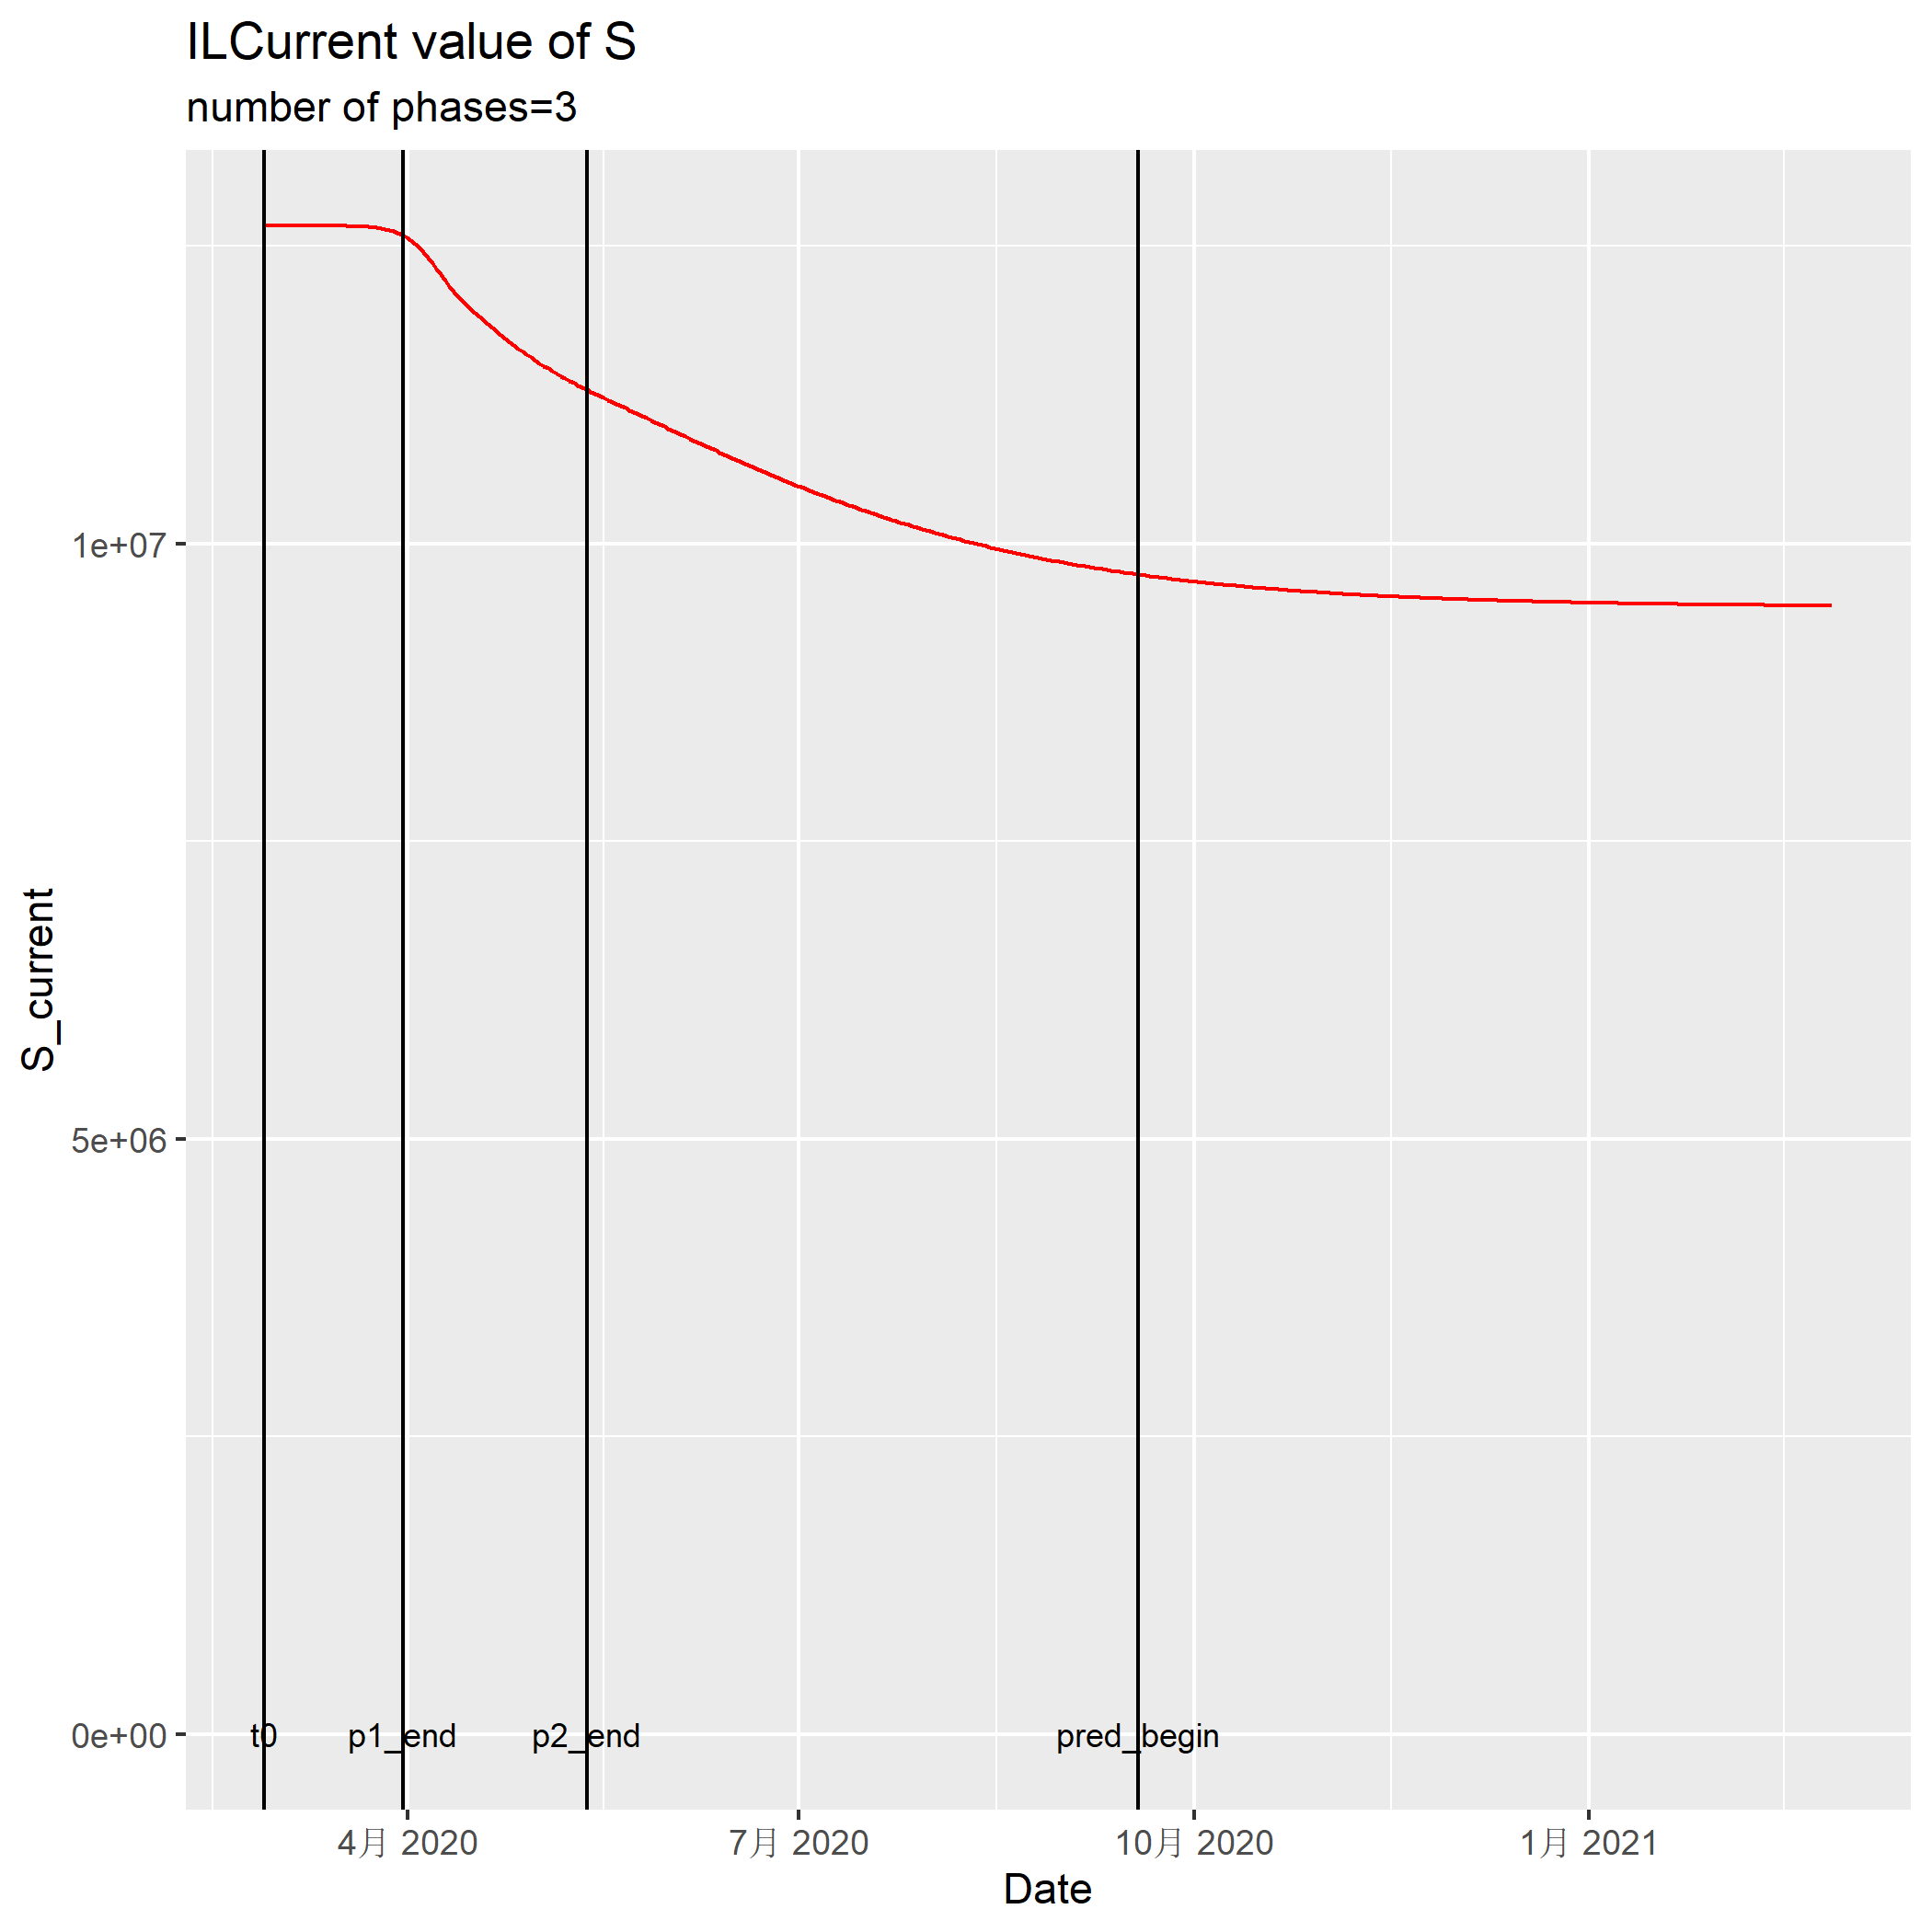 ILCurrent value of S
number of phases=3
S_current
1e+07
5e+06
0e+00
t0 p1_end p2_end pred_begin
4月 2020 7月 2020 10月 2020 1月 2021
Date